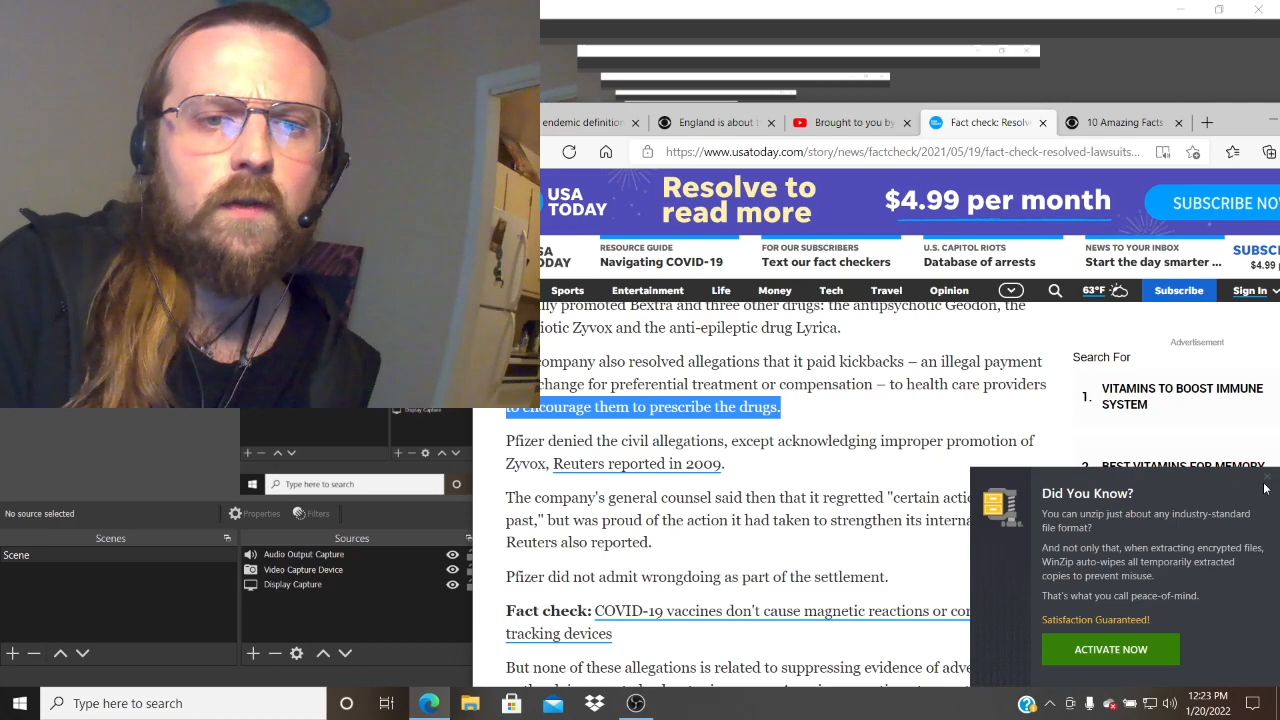 endemic definition
England is about t
Brought to you by
Fact check: Resolv
10 Amazing Facts
https://www.usatoday.com/story/news/factcheck/2021/05/19/fact-check-resolved-lawsuits...
USA
TODAY
Resolve to
read more
$4.99 per month
SUBSCRIBE NO
SA
DAY
RESOURCE GUIDE
Navigating COVID-19
FOR OUR SUBSCRIBERS
Text our fact checkers
U.S. CAPITOL RIOTS
Database of arrests
NEWS TO YOUR INBOX
Start the day smarter ...
SUBSC
$4.99 p
Sports
Entertainment
Life
Money
Tech
Travel
Opinion
63°F
Subscribe
Sign In
lly promoted Bextra and three other drugs: the antipsychotic Geodon, the
iotic Zyvox and the anti-epileptic drug Lyrica.
ompany also resolved allegations that it paid kickbacks – an illegal payment
change for preferential treatment or compensation – to health care providers
to encourage them to prescribe the drugs.
Pfizer denied the civil allegations, except acknowledging improper promotion of
Zyvox, Reuters reported in 2009.
The company's general counsel said then that it regretted "certain actio
past," but was proud of the action it had taken to strengthen its interna
Reuters also reported.
Pfizer did not admit wrongdoing as part of the settlement.
Fact check: COVID-19 vaccines don't cause magnetic reactions or con
tracking devices
But none of these allegations is related to suppressing evidence of adve
Advertisement
Search For
1. VITAMINS TO BOOST IMMUNE
SYSTEM
BEST VITAMINS FOR MEMORY
Did You Know?
You can unzip just about any industry-standard
file format?
And not only that, when extracting encrypted files,
WinZip auto-wipes all temporarily extracted
copies to prevent misuse.
That's what you call peace-of-mind.
Satisfaction Guaranteed!
ACTIVATE NOW
Display Capture
Type here to search
No source selected
Properties
Filters
Scenes
Sources
Scene
Audio Output Capture
Video Capture Device
Display Capture
Type here to search
12:23 PM
1/20/2022